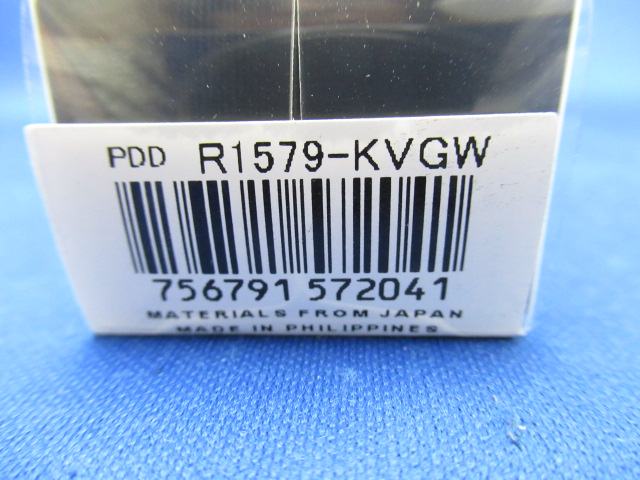 PDD R1579-KVGW
756791 572041
MATERIALS FROM JAPAN
MADE IN PHILIPPINES